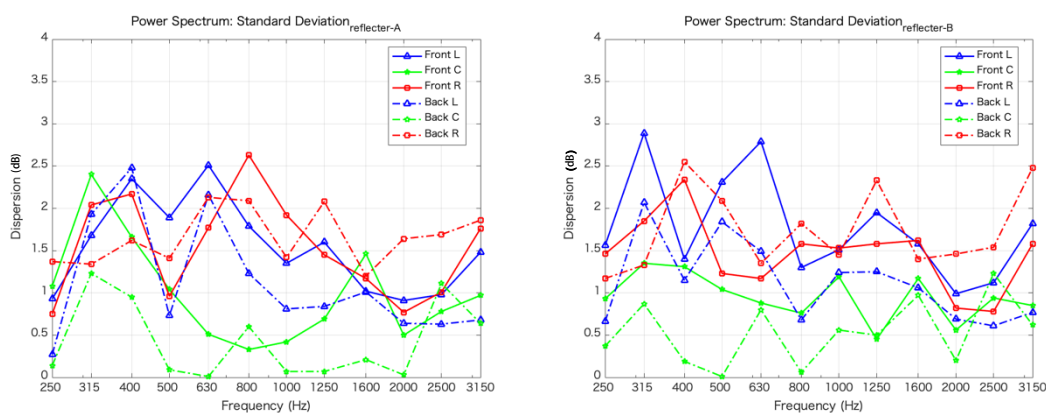 Power Spectrum: Standard Deviation reflecter-A
4
3.5
3
2.5
2
1.5
1
0.5
0
Dispersion (dB)
Front L
Front C
Front R
Back L
Back C
Back R
250 315 400 500 630 800 1000 1250 1600 2000 2500 3150
Frequency (Hz)
Power Spectrum: Standard Deviation reflecter-B
4
3.5
3
2.5
2
1.5
1
0.5
0
Dispersion (dB)
Front L
Front C
Front R
Back L
Back C
Back R
250 315 400 500 630 800 1000 1250 1600 2000 2500 3150
Frequency (Hz)